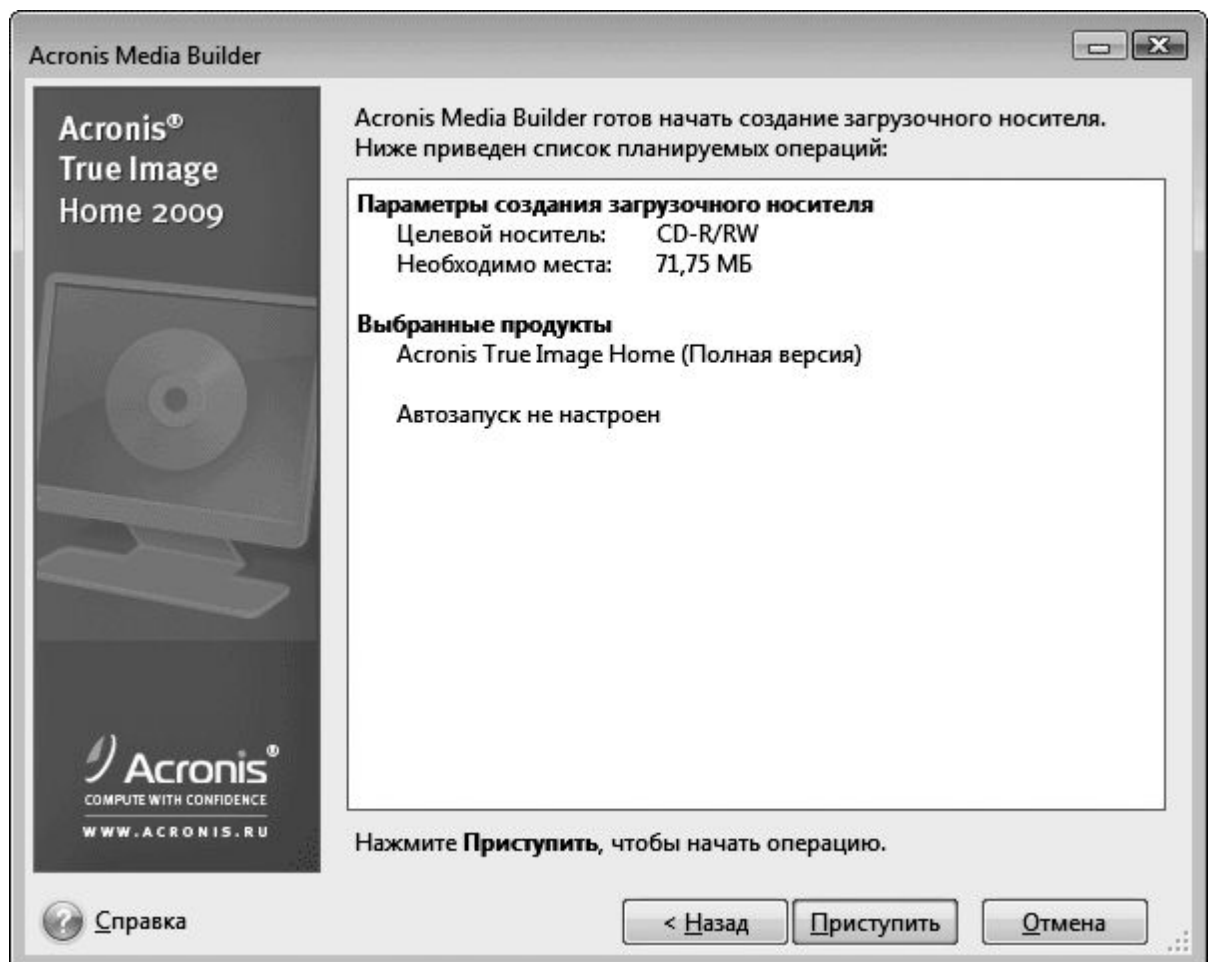 Acronis Media Builder
Acronis®
True Image
Home 2009
Acronis®
COMPUTE WITH CONFIDENCE
WWW.ACRONIS.RU
Acronis Media Builder готов начать создание загрузочного носителя.
Ниже приведен список планируемых операций:
Параметры создания загрузочного носителя
Целевой носитель: CD-R/RW
Необходимо места: 71,75 МБ
Выбранные продукты
Acronis True Image Home (Полная версия)
Автозапуск не настроен
Нажмите Приступить, чтобы начать операцию.
? Справка
< Назад Приступить Отмена